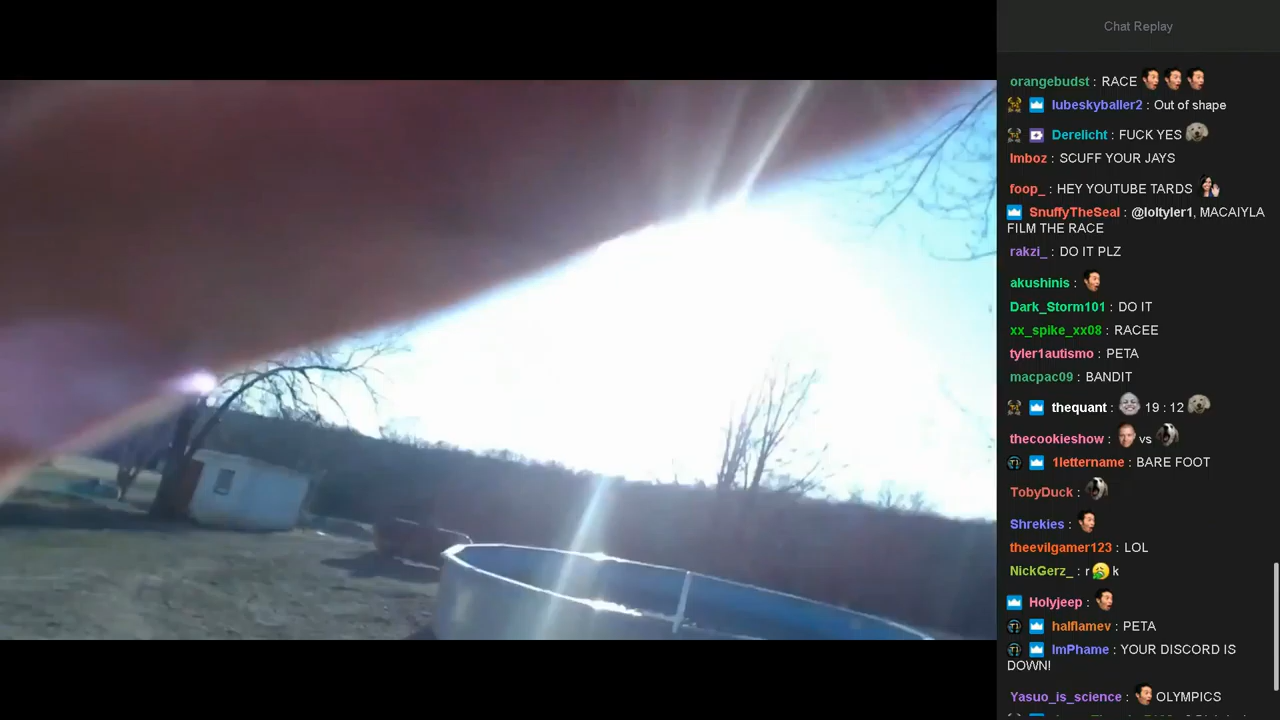 Chat Replay
orangebudst : RACE
lubeskyballer2 : Out of shape
Derelicht : FUCK YES
lmboz : SCUFF YOUR JAYS
foop_ : HEY YOUTUBE TARDS
SnuffyTheSeal : @loltyler1, MACAIYLA
FILM THE RACE
rakzi_ : DO IT PLZ
akushinis :
Dark_Storm101 : DO IT
xx_spike_xx08 : RACEE
tyler1autismo : PETA
macpac09 : BANDIT
thequant : 19 : 12
thecookieshow : vs
1lettername : BARE FOOT
TobyDuck :
Shrekies :
theevilgamer123 : LOL
NickGerz_ : r k
Holyjeep :
halflamev : PETA
ImPhame : YOUR DISCORD IS
DOWN!
Yasuo_is_science : OLYMPICS